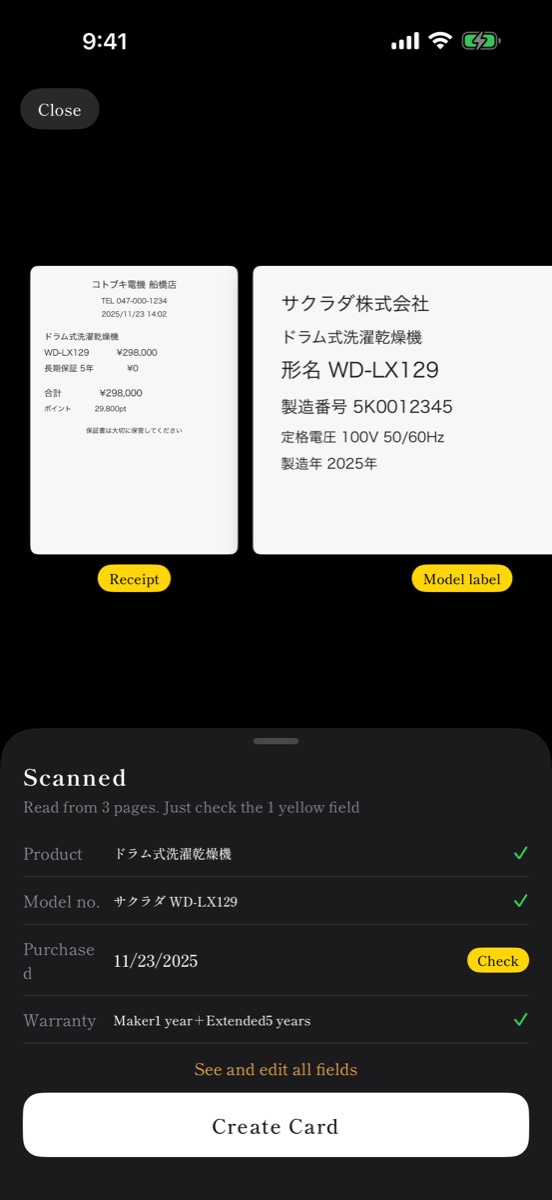 9:41
Close
コトブキ電機 船橋店
TEL 047-000-1234
2025/11/23 14:02
ドラム式洗濯乾燥機
WD-LX129 ¥298,000
長期保証 5年 ¥0
合計 ¥298,000
ポイント 29,800pt
保証書は大切に保管してください
Receipt
サクラダ株式会社
ドラム式洗濯乾燥機
形名 WD-LX129
製造番号 5K0012345
定格電圧 100V 50/60Hz
製造年 2025年
Model label
Scanned
Read from 3 pages. Just check the 1 yellow field
Product ドラム式洗濯乾燥機
Model no. サクラダ WD-LX129
Purchase
d
11/23/2025 Check
Warranty Maker1 year＋Extended5 years
See and edit all fields
Create Card